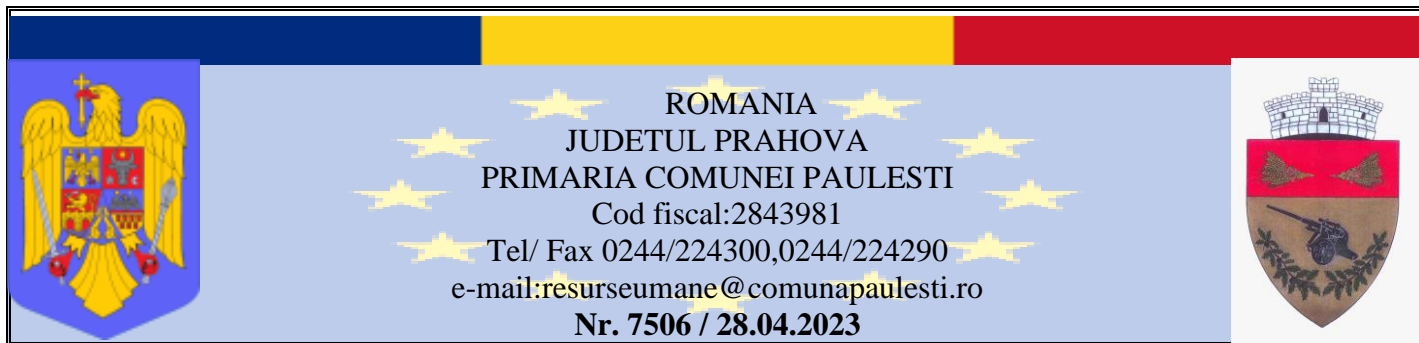 ROMANIA
JUDETUL PRAHOVA
PRIMARIA COMUNEI PAULESTI
Cod fiscal:2843981
Tel/ Fax 0244/224300,0244/224290
e-mail:resurseumane@comunapaulesti.ro
Nr. 7506 / 28.04.2023